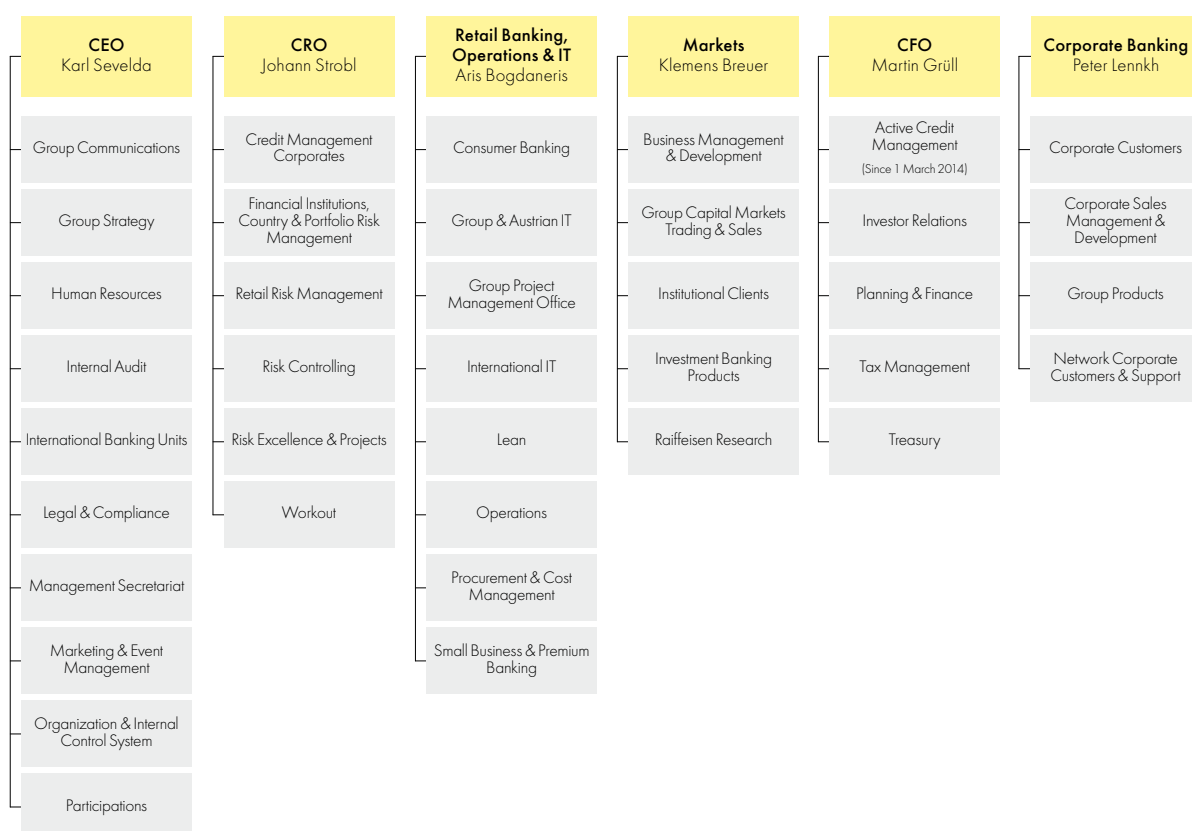 CEO
Karl Sevelda
Group Communications
Group Strategy
Human Resources
Internal Audit
International Banking Units
Legal & Compliance
Management Secretariat
Marketing & Event
Management
Organization & Internal
Control System
Participations
CRO
Johann Strobl
Credit Management
Corporates
Financial Institutions,
Country & Portfolio Risk
Management
Retail Risk Management
Risk Controlling
Risk Excellence & Projects
Workout
Retail Banking,
Operations & IT
Aris Bogdaneris
Consumer Banking
Group & Austrian IT
Group Project
Management Office
International IT
Lean
Operations
Procurement & Cost
Management
Small Business & Premium
Banking
Markets
Klemens Breuer
Business Management
& Development
Group Capital Markets
Trading & Sales
Institutional Clients
Investment Banking
Products
Raiffeisen Research
CFO
Martin Grüll
Active Credit
Management
(Since 1 March 2014)
Investor Relations
Planning & Finance
Tax Management
Treasury
Corporate Banking
Peter Lennkh
Corporate Customers
Corporate Sales
Management &
Development
Group Products
Network Corporate
Customers & Support